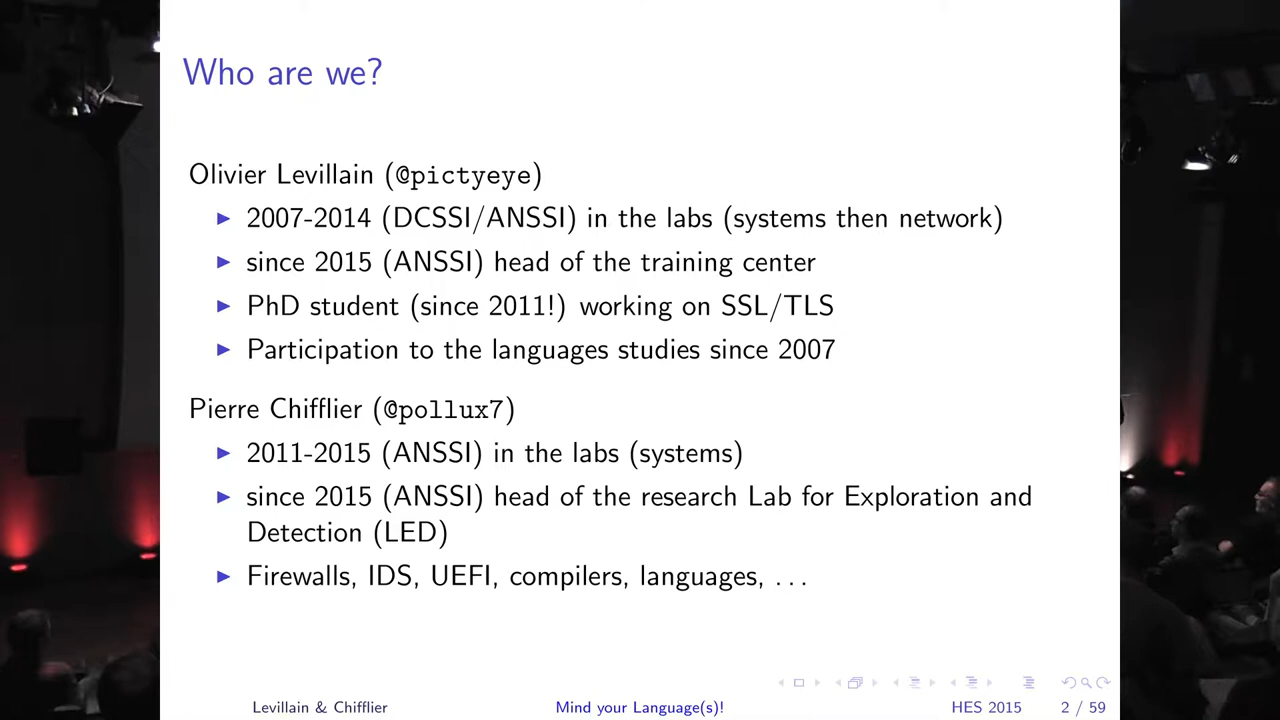 Who are we?
Olivier Levillain (@pictyeye)
2007-2014 (DCSSI/ANSSI) in the labs (systems then network)
since 2015 (ANSSI) head of the training center
PhD student (since 2011!) working on SSL/TLS
Participation to the languages studies since 2007
Pierre Chifflier (@pollux7)
2011-2015 (ANSSI) in the labs (systems)
since 2015 (ANSSI) head of the research Lab for Exploration and
Detection (LED)
Firewalls, IDS, UEFI, compilers, languages, ...
Levillain & Chifflier Mind your Language(s)! HES 2015 2 / 59